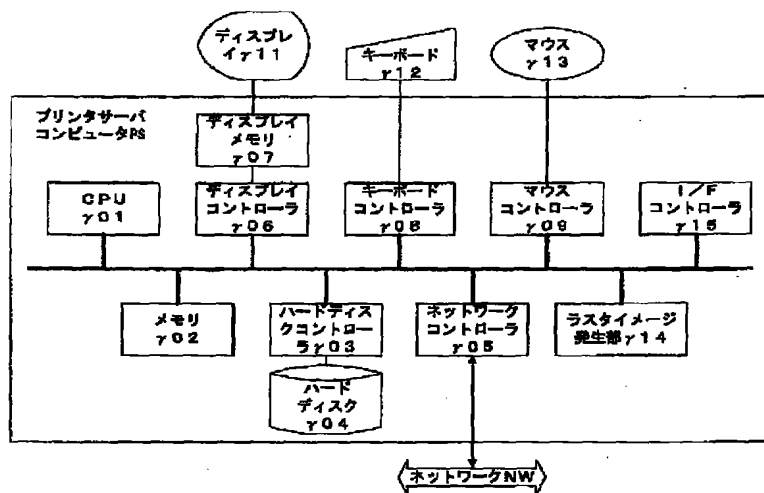 ディスプレ
イγ11
キーボード
γ12
マウス
γ13
プリンタサーバ
コンピュータPS
ディスプレイ
メモリ
γ07
CPU
γ01
ディスプレイ
コントローラ
γ06
キーボード
コントローラ
γ08
マウス
コントローラ
γ09
I/F
コントローラ
γ15
メモリ
γ02
ハードディス
クコントロー
ラγ03
ネットワーク
コントローラ
γ05
ラスタイメージ
発生部γ14
ハード
ディスク
γ04
ネットワークNW